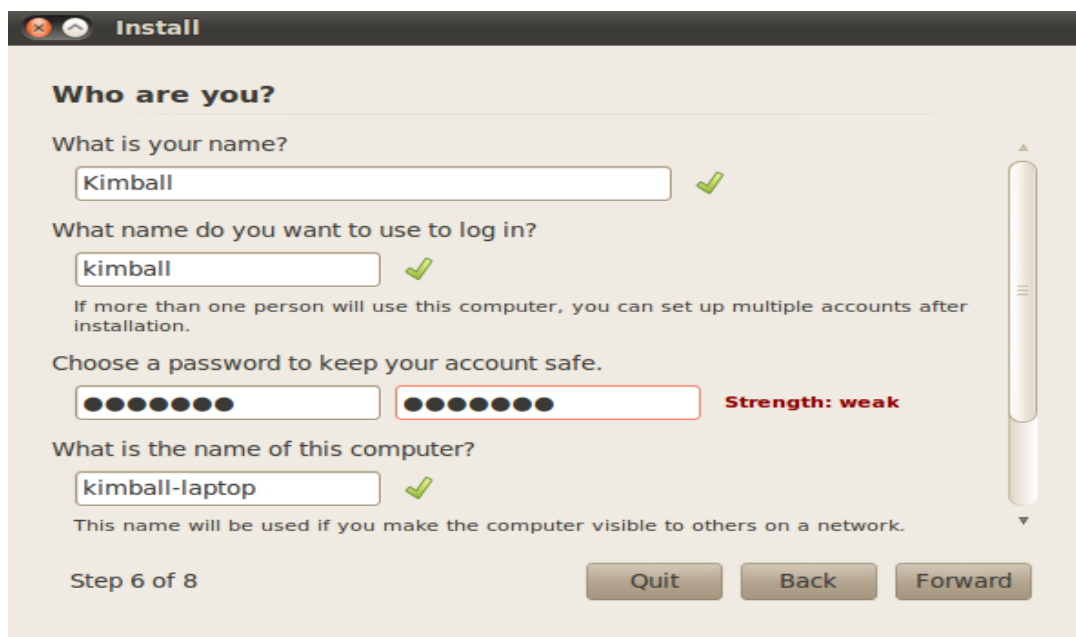 Install
Who are you?
What is your name?
Kimball
What name do you want to use to log in?
kimball
If more than one person will use this computer, you can set up multiple accounts after
installation.
Choose a password to keep your account safe.
●●●●●●● ●●●●●●● Strength: weak
What is the name of this computer?
kimball-laptop
This name will be used if you make the computer visible to others on a network.
Step 6 of 8 Quit Back Forward